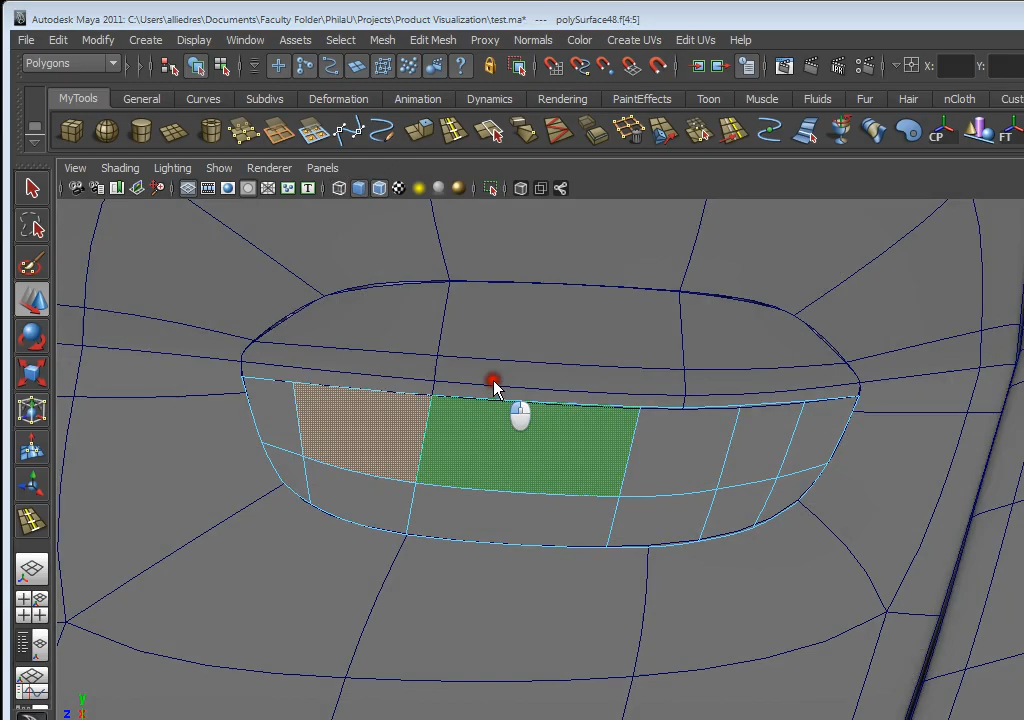 Autodesk Maya 2011: C:\Users\alliedres\Documents\Faculty Folder\PhilaU\Projects\Product Visualization\test.ma* --- polySurface48.f[4:5]
File Edit Modify Create Display Window Assets Select Mesh Edit Mesh Proxy Normals Color Create UVs Edit UVs Help
Polygons X: Y:
MyTools General Curves Subdivs Deformation Animation Dynamics Rendering PaintEffects Toon Muscle Fluids Fur Hair nCloth Cust
CP FT
View Shading Lighting Show Renderer Panels
T
y
z x